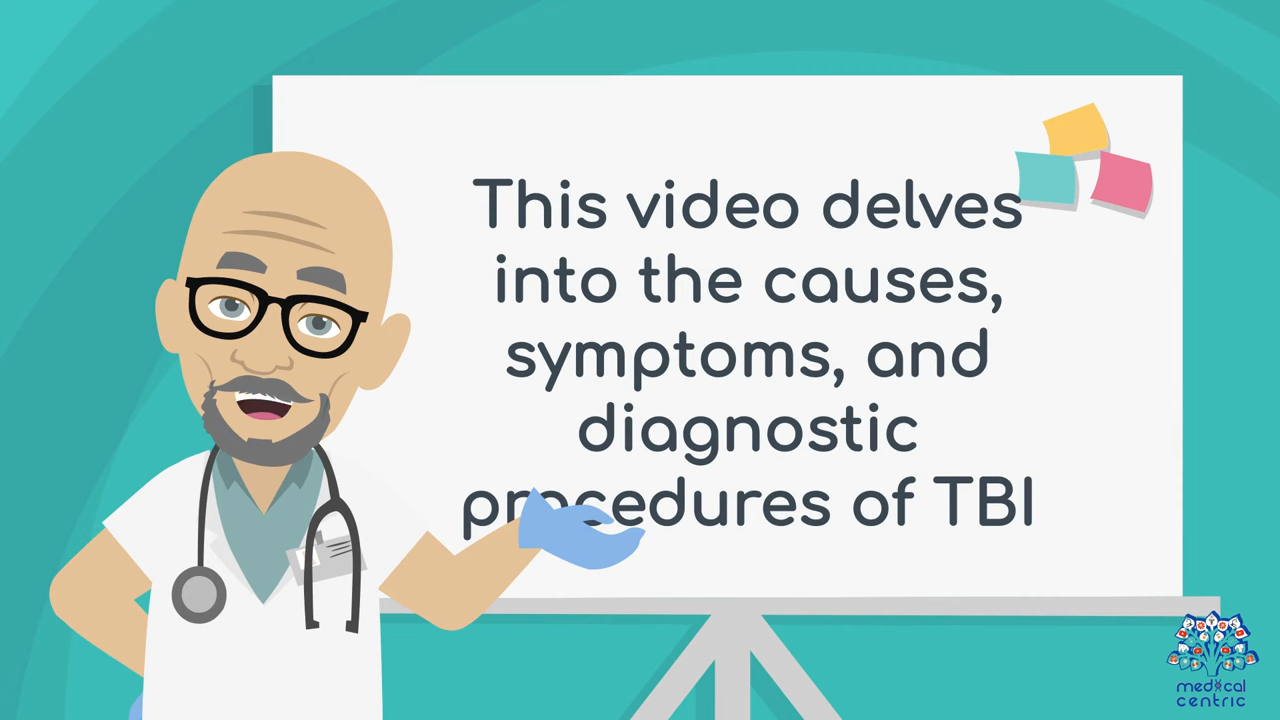 This video delves
into the causes,
symptoms, and
diagnostic
procedures of TBI
medical
centric